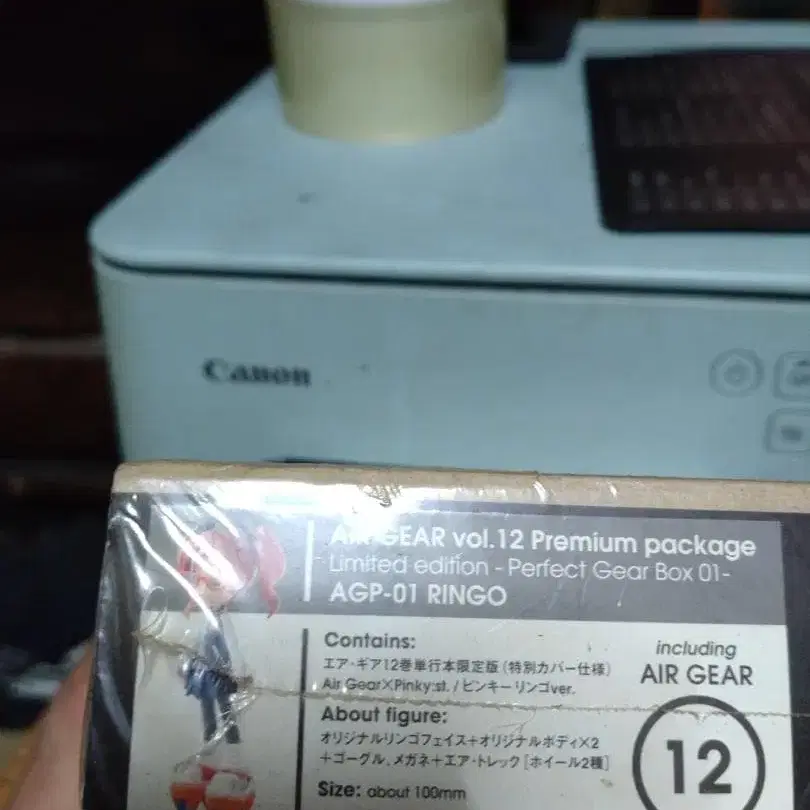 Canon
AIR GEAR vol.12 Premium package
Limited edition - Perfect Gear Box 01-
AGP-01 RINGO
Contains:
エア・ギア12巻単行本限定版(特別カバー仕様)
Air Gear×Pinky:st. / ピンキー リンゴver.
About figure:
オリジナルリンゴフェイス+オリジナルボディ×2
+ゴーグル、メガネ+エア・トレック [ホイール2種]
Size: about 100mm
including
AIR GEAR
12